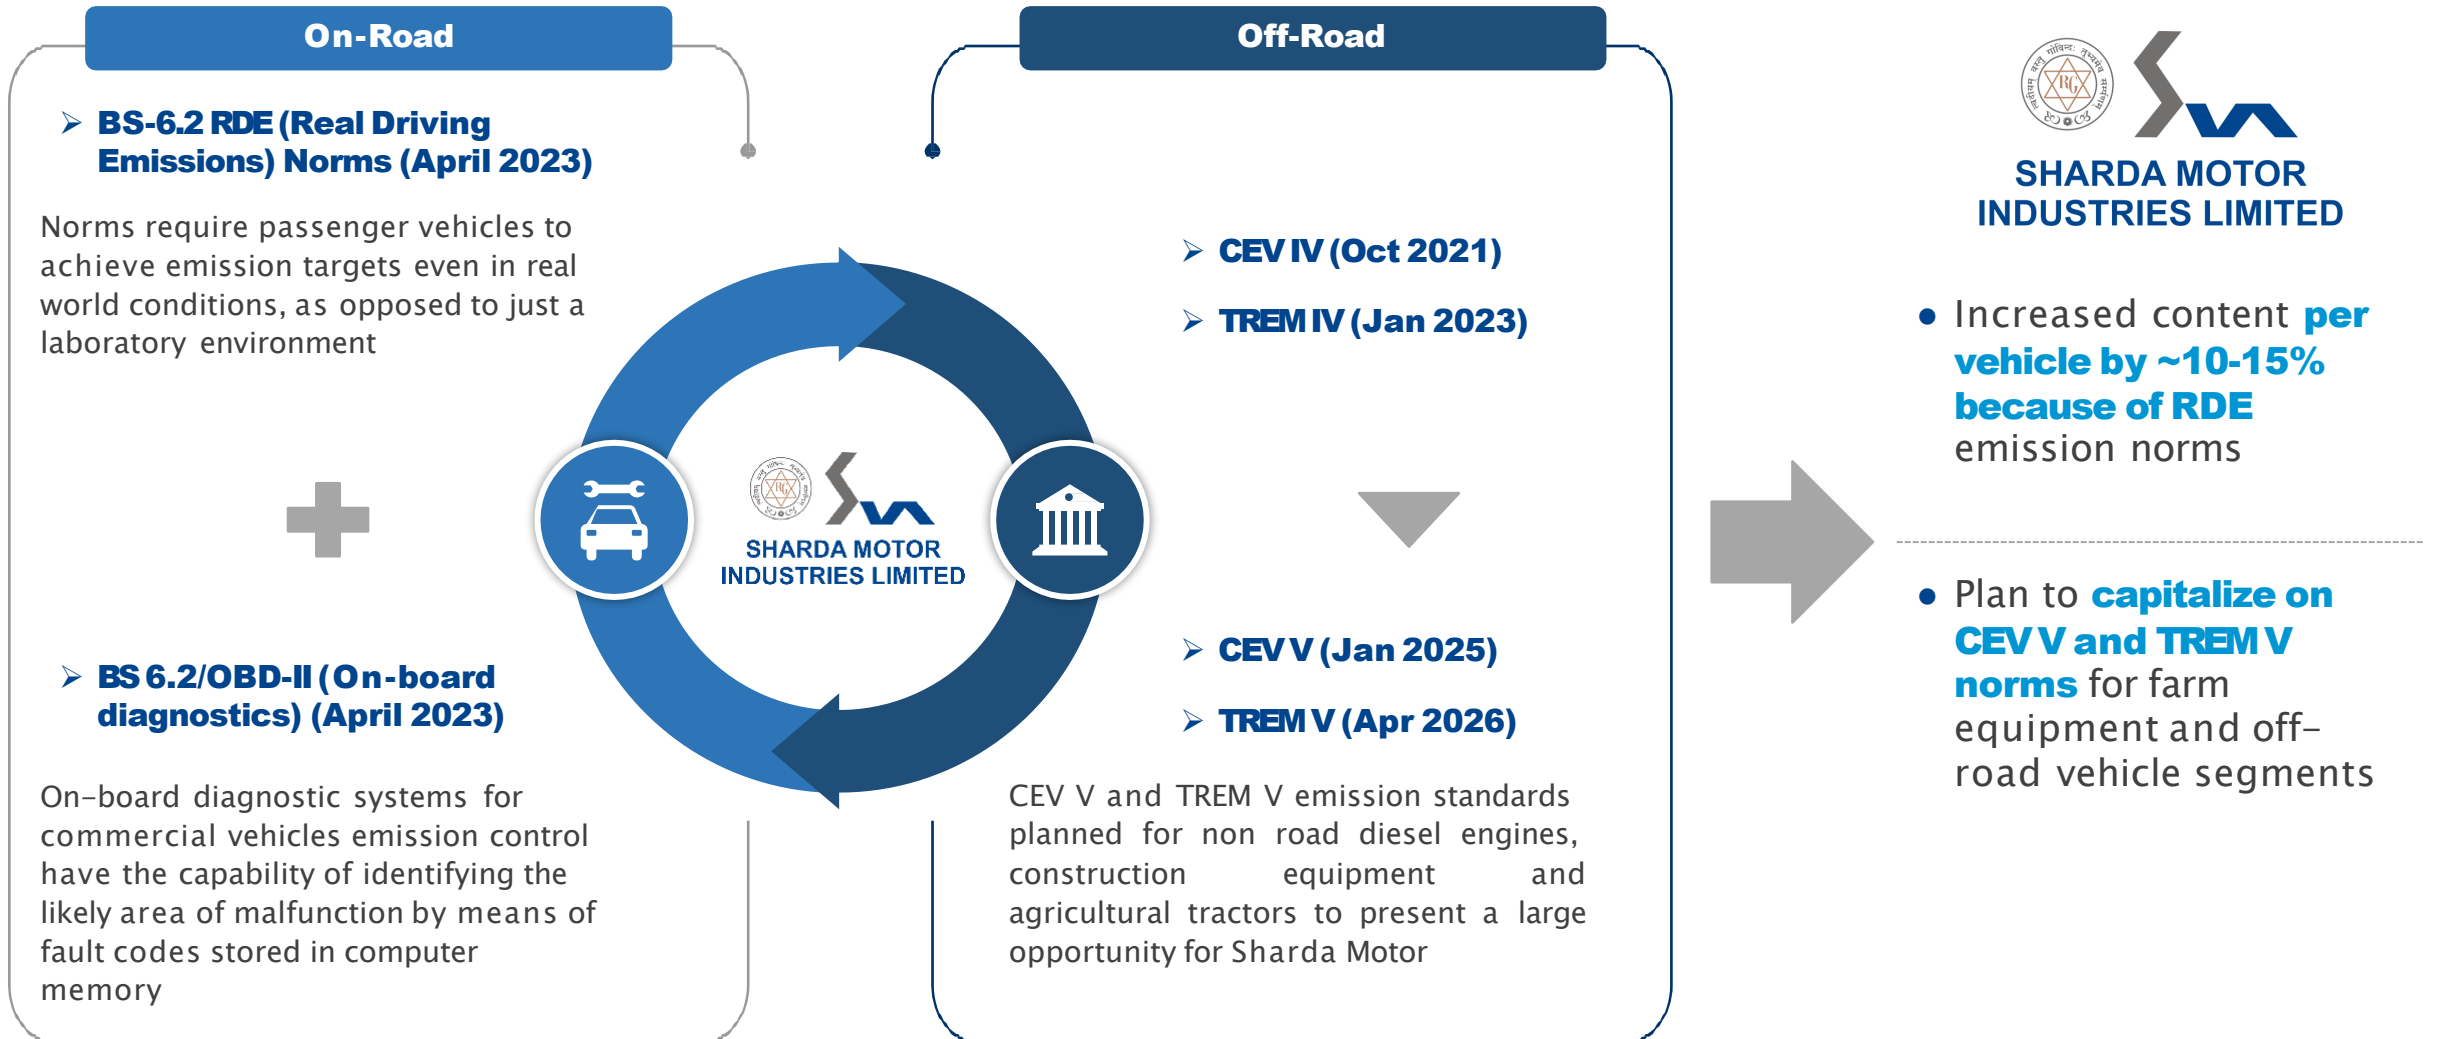 On-Road
➢ BS-6.2 RDE (Real Driving
Emissions) Norms (April 2023)
Norms require passenger vehicles to
achieve emission targets even in real
world conditions, as opposed to just a
laboratory environment
➢ BS 6.2/OBD-II (On-board
diagnostics) (April 2023)
On-board diagnostic systems for
commercial vehicles emission control
have the capability of identifying the
likely area of malfunction by means of
fault codes stored in computer
memory
SHARDA MOTOR
INDUSTRIES LIMITED
Off-Road
➢ CEV IV (Oct 2021)
➢ TREM IV (Jan 2023)
➢ CEV V (Jan 2025)
➢ TREM V (Apr 2026)
CEV V and TREM V emission standards
planned for non road diesel engines,
construction equipment and
agricultural tractors to present a large
opportunity for Sharda Motor
RG
SHARDA MOTOR
INDUSTRIES LIMITED
● Increased content per
vehicle by ~10-15%
because of RDE
emission norms
● Plan to capitalize on
CEV V and TREM V
norms for farm
equipment and off-
road vehicle segments